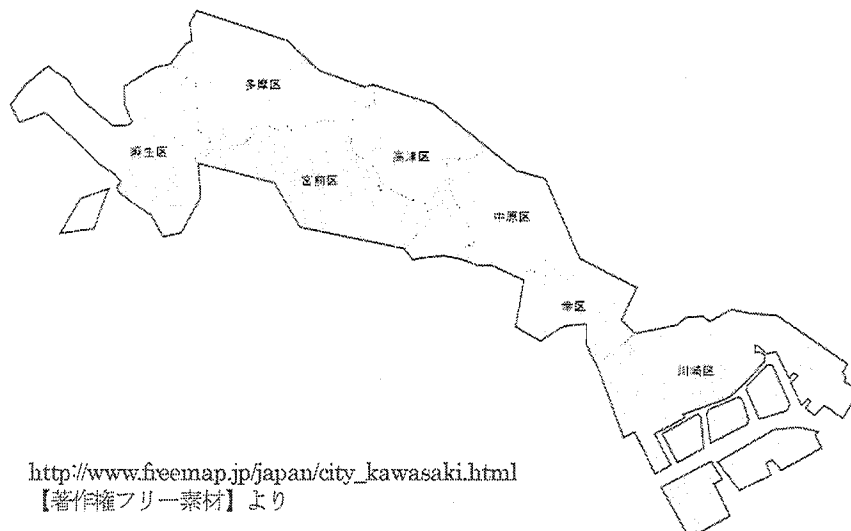 多摩区
麻生区
高津区
宮前区
中原区
幸区
川崎区
http://www.freemap.jp/japan/city_kawasaki.html
【著作権フリー素材】より